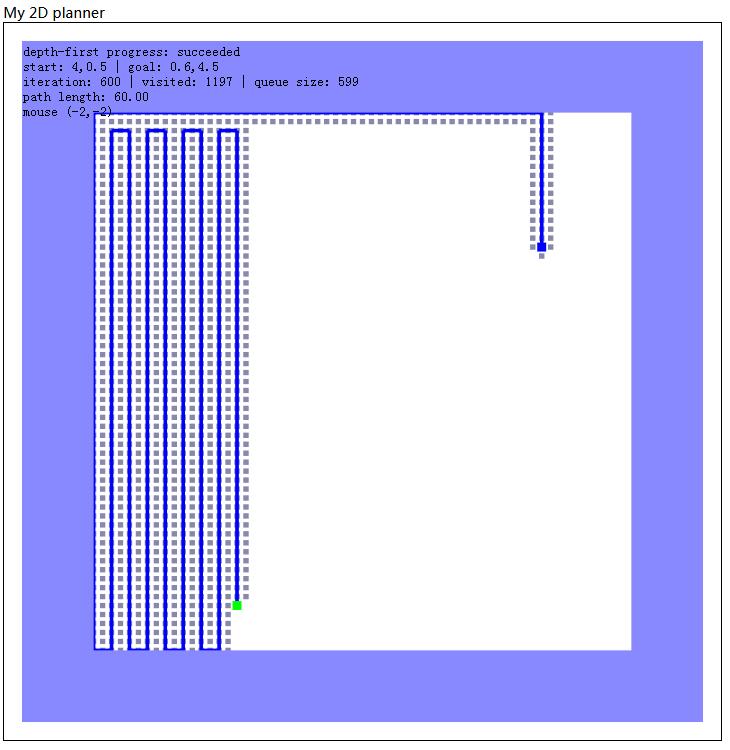 My 2D planner
depth-first progress: succeeded
start: 4,0.5 | goal: 0.6,4.5
iteration: 600 | visited: 1197 | queue size: 599
path length: 60.00
mouse (-2,-2)